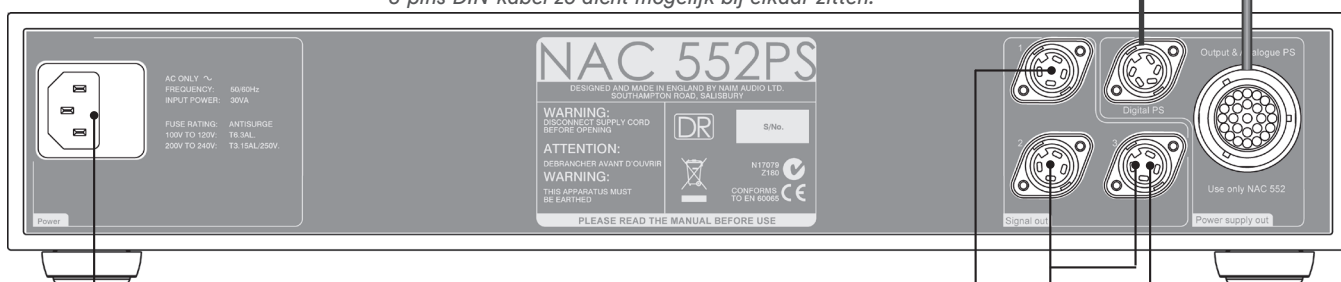 5 pins DIN kabel zo dicht mogelijk bij elkaar zitten.
AC ONLY ~
FREQUENCY: 50/60Hz
INPUT POWER: 30VA
FUSE RATING: ANTISURGE
100V TO 120V: T6.3AL.
200V TO 240V: T3.15AL/250V.
Power
NAC 552PS
DESIGNED AND MADE IN ENGLAND BY NAIM AUDIO LTD.
SOUTHAMPTON ROAD, SALISBURY
WARNING:
DISCONNECT SUPPLY CORD
BEFORE OPENING
ATTENTION:
DEBRANCHER AVANT D'OUVRIR
WARNING:
THIS APPARATUS MUST
BE EARTHED
DR
S/No.
N17079
Z180
CONFORMS
TO EN 60065
CE
PLEASE READ THE MANUAL BEFORE USE
1
2
3
Signal out
Digital PS
Output & Analogue PS
Use only NAC 552
Power supply out